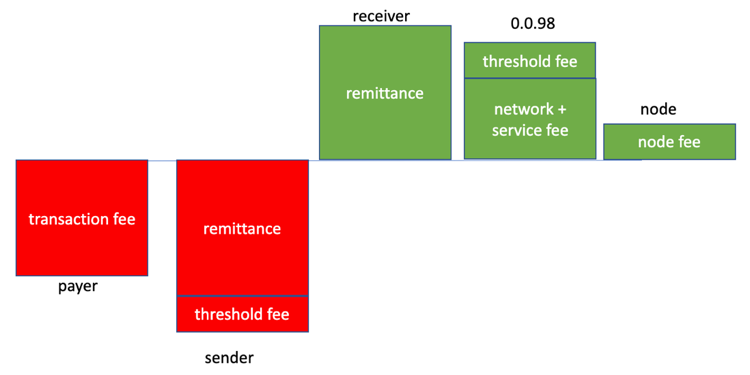 receiver
0.0.98
threshold fee
remittance
network +
service fee
node
node fee
transaction fee
remittance
payer
threshold fee
sender